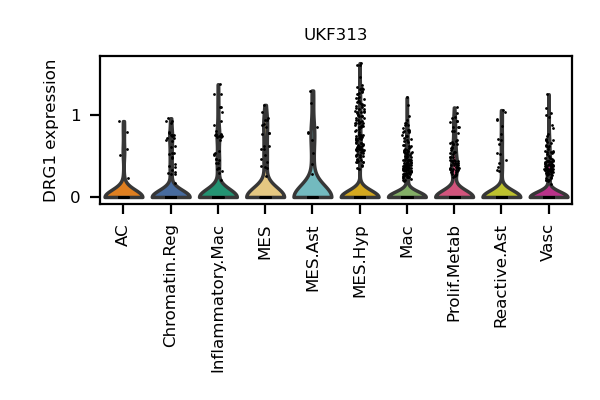 UKF313
DRG1 expression
1
0
AC
Chromatin.Reg
Inflammatory.Mac
MES
MES.Ast
MES.Hyp
Mac
Prolif.Metab
Reactive.Ast
Vasc